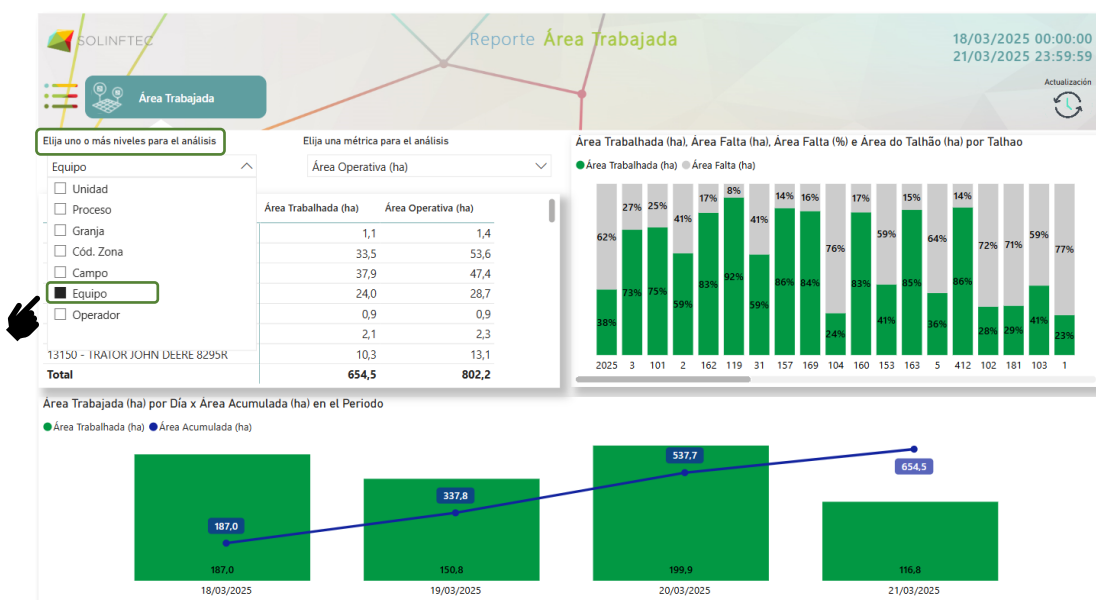 SOLINFTEC
Reporte Área Trabajada
18/03/2025 00:00:00
21/03/2025 23:59:59
Actualización
Área Trabajada
Elija uno o más niveles para el análisis
Equipo
Unidad
Proceso
Granja
Cód. Zona
Campo
Equipo
Operador
Elija una métrica para el análisis
Área Operativa (ha)
Área Trabalhada (ha) Área Operativa (ha)
1,1 1,4
33,5 53,6
37,9 47,4
24,0 28,7
0,9 0,9
2,1 2,3
13150 - TRATOR JOHN DEERE 8295R 10,3 13,1
Total 654,5 802,2
Área Trabalhada (ha), Área Falta (ha), Área Falta (%) e Área do Talhão (ha) por Talhao
Área Trabalhada (ha) Área Falta (ha)
62% 27% 25% 41% 17% 8% 41% 14% 16% 76% 17% 59% 15% 64% 14% 72% 71% 59% 77%
38% 73% 75% 59% 83% 92% 59% 86% 84% 24% 83% 41% 85% 36% 86% 28% 29% 41% 23%
2025 3 101 2 162 119 31 157 169 104 160 153 163 5 412 102 181 103 1
Área Trabajada (ha) por Día x Área Acumulada (ha) en el Periodo
Área Trabalhada (ha) Área Acumulada (ha)
187,0 337,8 537,7 654,5
187,0 150,8 199,9 116,8
18/03/2025 19/03/2025 20/03/2025 21/03/2025